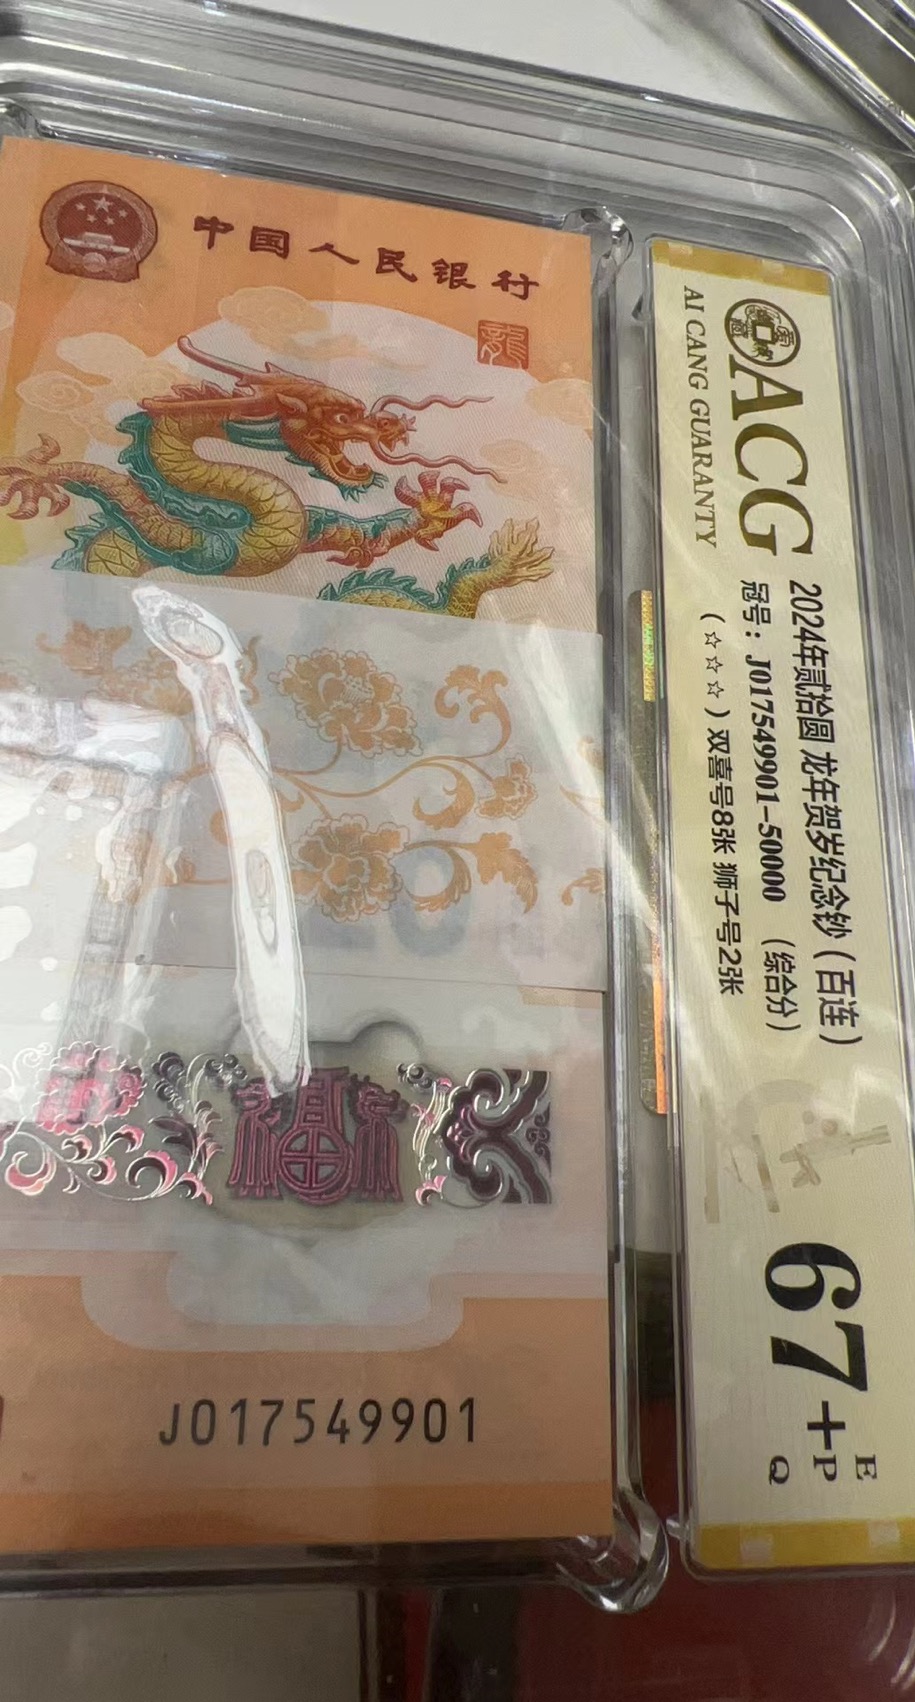 中国人民银行
龍
福
J017549901
ACG
AI CANG GUARANTY
2024年贰拾圆 龙年贺岁纪念钞（百连）
冠号：J017549901-50000 （综合分）
（☆☆☆）双喜号8张 狮子号2张
67+
E
P
Q